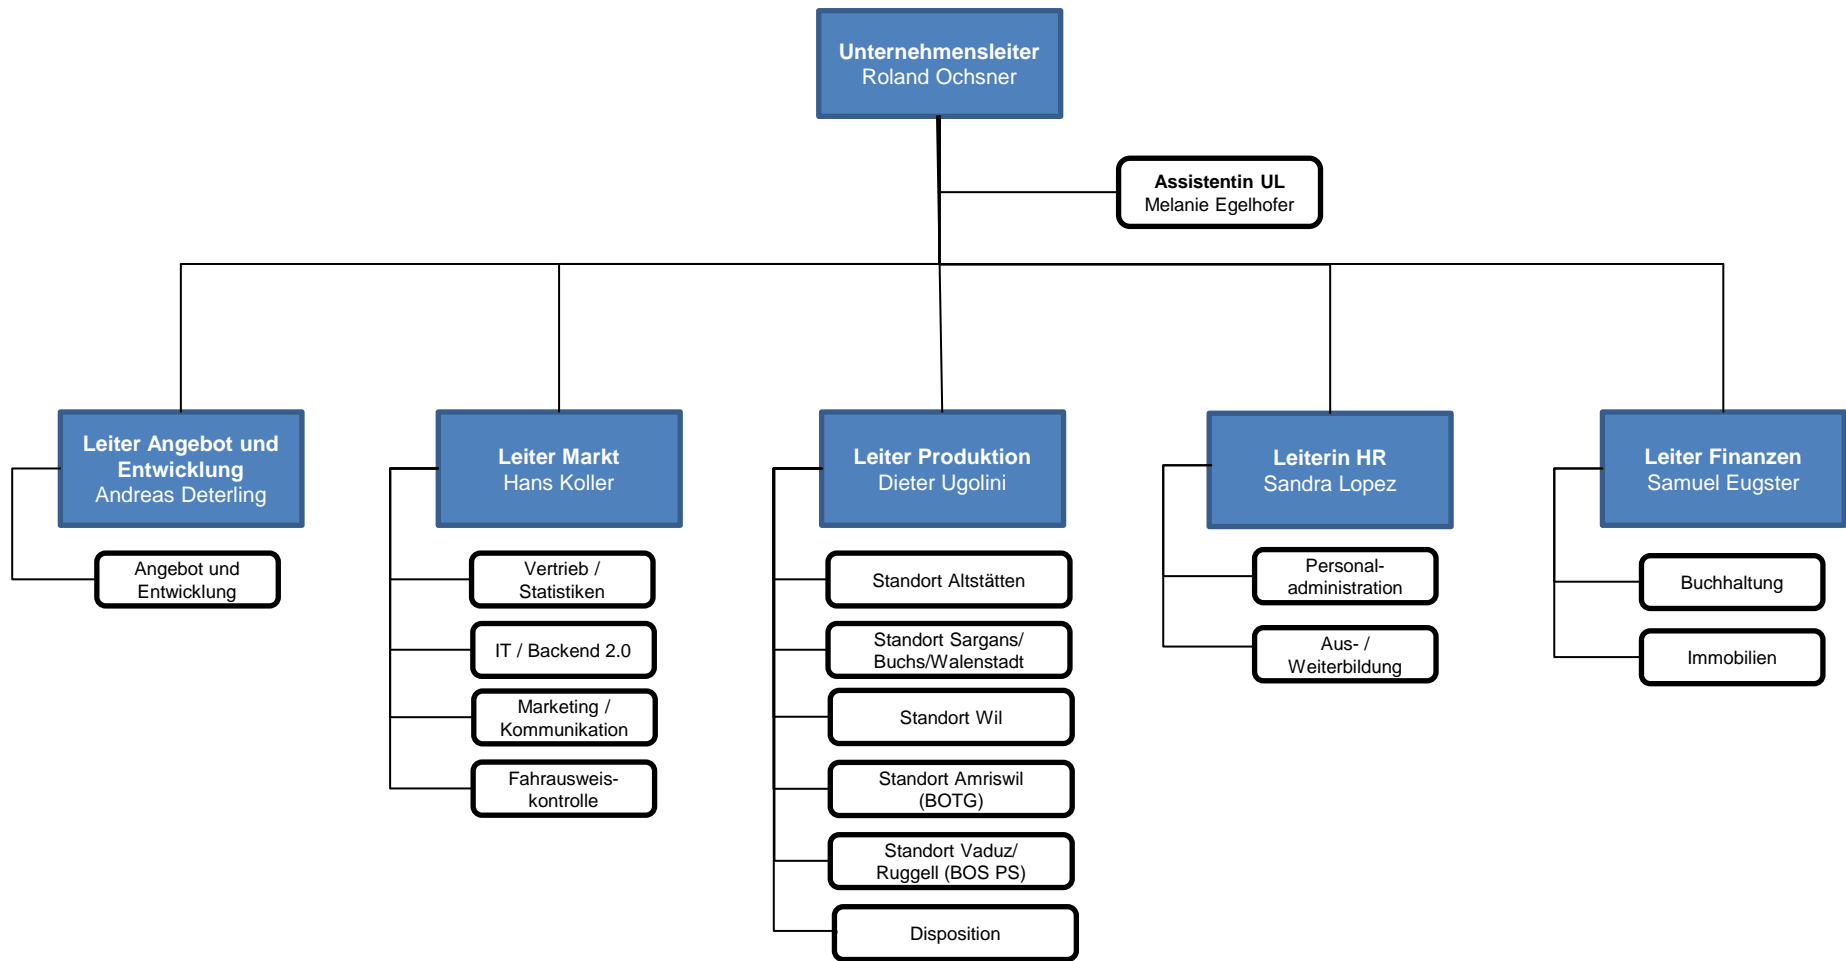 Unternehmensleiter
Roland Ochsner
Assistentin UL
Melanie Egelhofer
Leiter Angebot und
Entwicklung
Andreas Deterling
Angebot und
Entwicklung
Leiter Markt
Hans Koller
Vertrieb /
Statistiken
IT / Backend 2.0
Marketing /
Kommunikation
Fahrausweis-
kontrolle
Leiter Produktion
Dieter Ugolini
Standort Altstätten
Standort Sargans/
Buchs/Walenstadt
Standort Wil
Standort Amriswil
(BOTG)
Standort Vaduz/
Ruggell (BOS PS)
Disposition
Leiterin HR
Sandra Lopez
Personal-
administration
Aus- /
Weiterbildung
Leiter Finanzen
Samuel Eugster
Buchhaltung
Immobilien